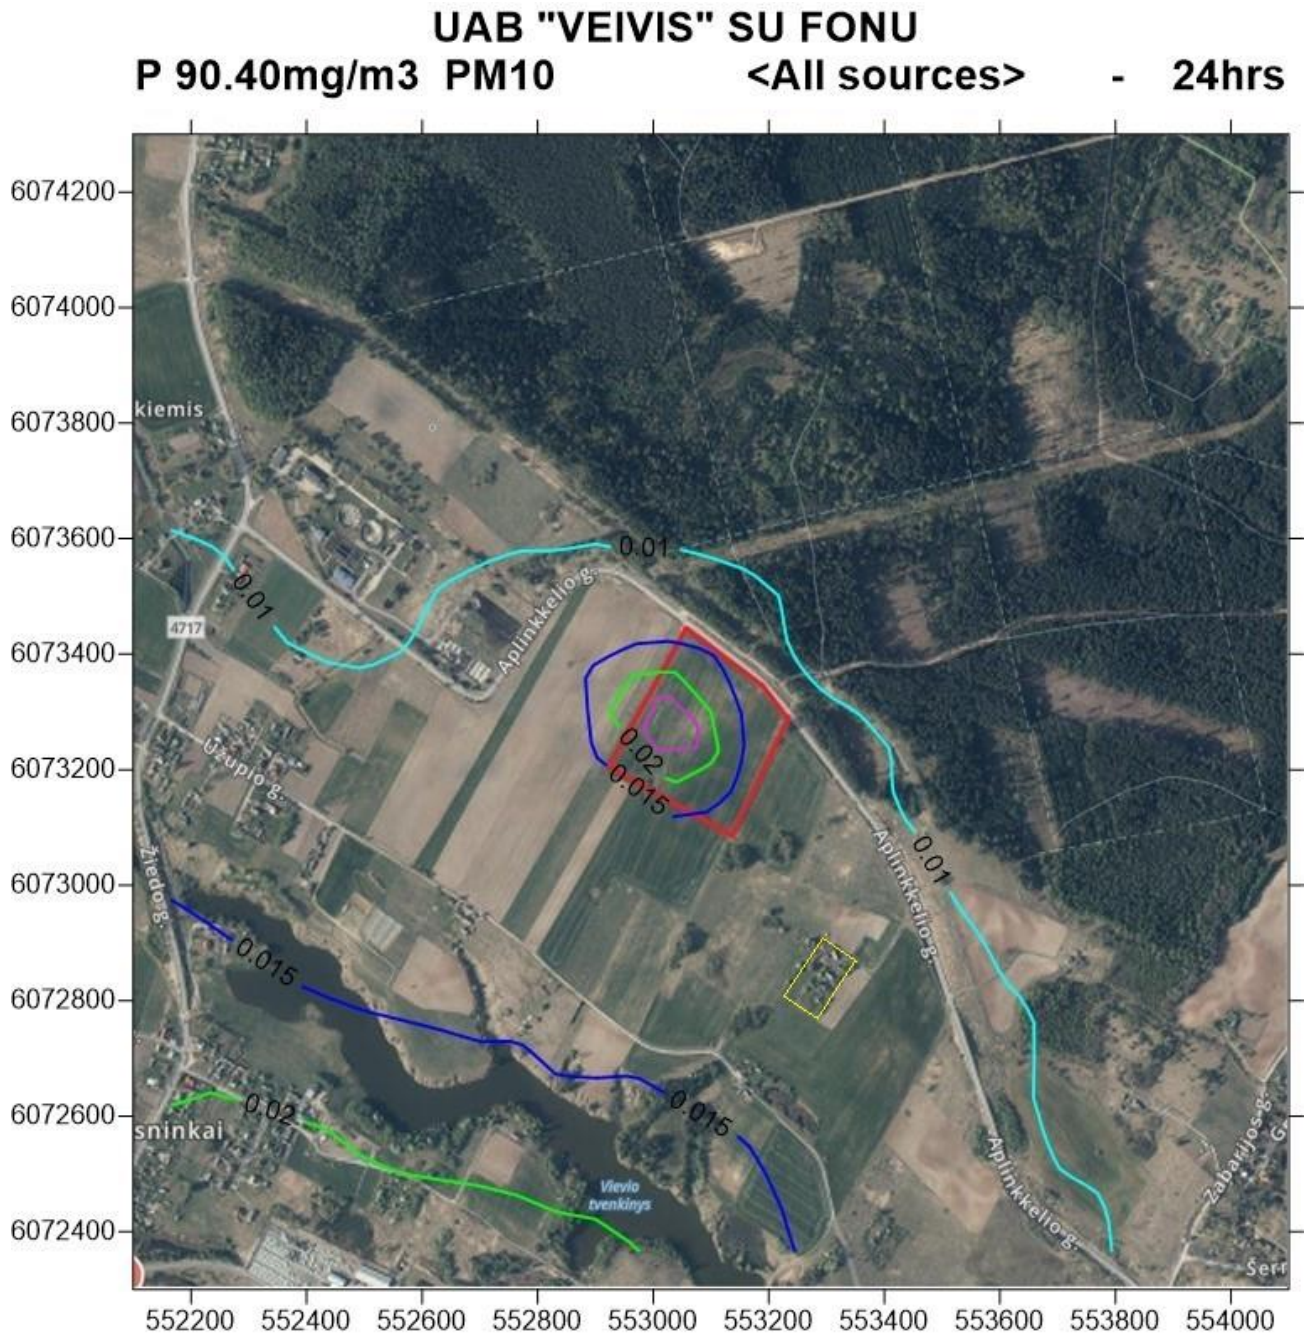 UAB "VEIVIS" SU FONU
P 90.40mg/m3 PM10 <All sources> - 24hrs
6074200
6074000
6073800
6073600
6073400
6073200
6073000
6072800
6072600
6072400
kiemis
0.01
0.01
4717
Aplinkkelio g.
0.02
0.015
Užupio g.
Žiedo g.
Aplinkkelio g.
0.01
0.015
0.015
0.02
sninkai
Vievio
tvenkinys
Aplinkkelio g.
Zabarijos g.
552200 552400 552600 552800 553000 553200 553400 553600 553800 554000